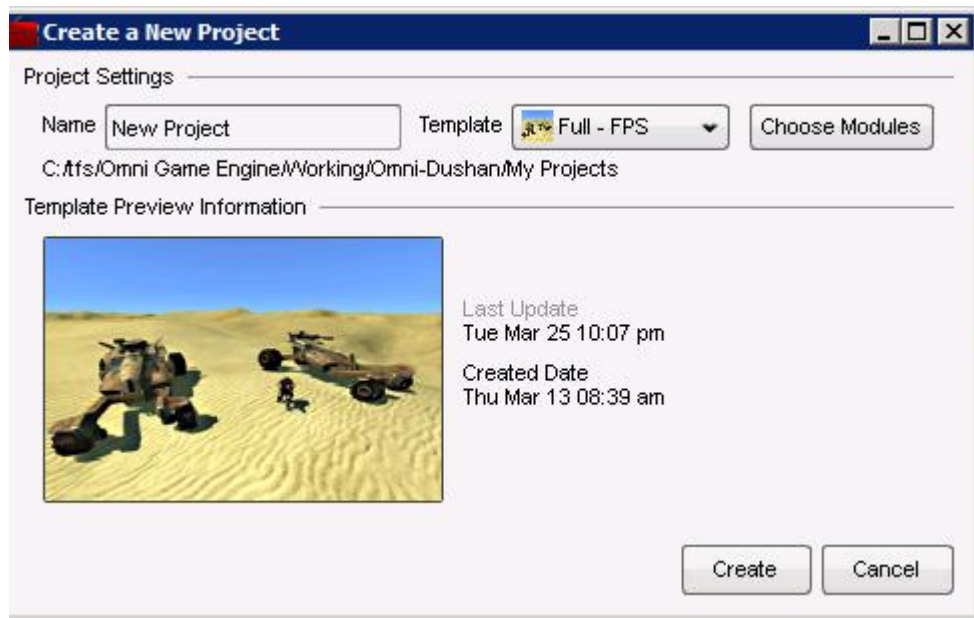 Create a New Project
Project Settings
Name New Project Template Full - FPS Choose Modules
C:/tfs/Omni Game Engine/Working/Omni-Dushan/My Projects
Template Preview Information
Last Update
Tue Mar 25 10:07 pm
Created Date
Thu Mar 13 08:39 am
Create Cancel